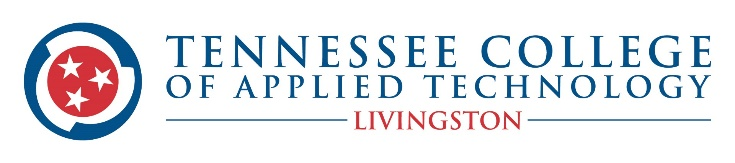 TENNESSEE COLLEGE
OF APPLIED TECHNOLOGY
LIVINGSTON